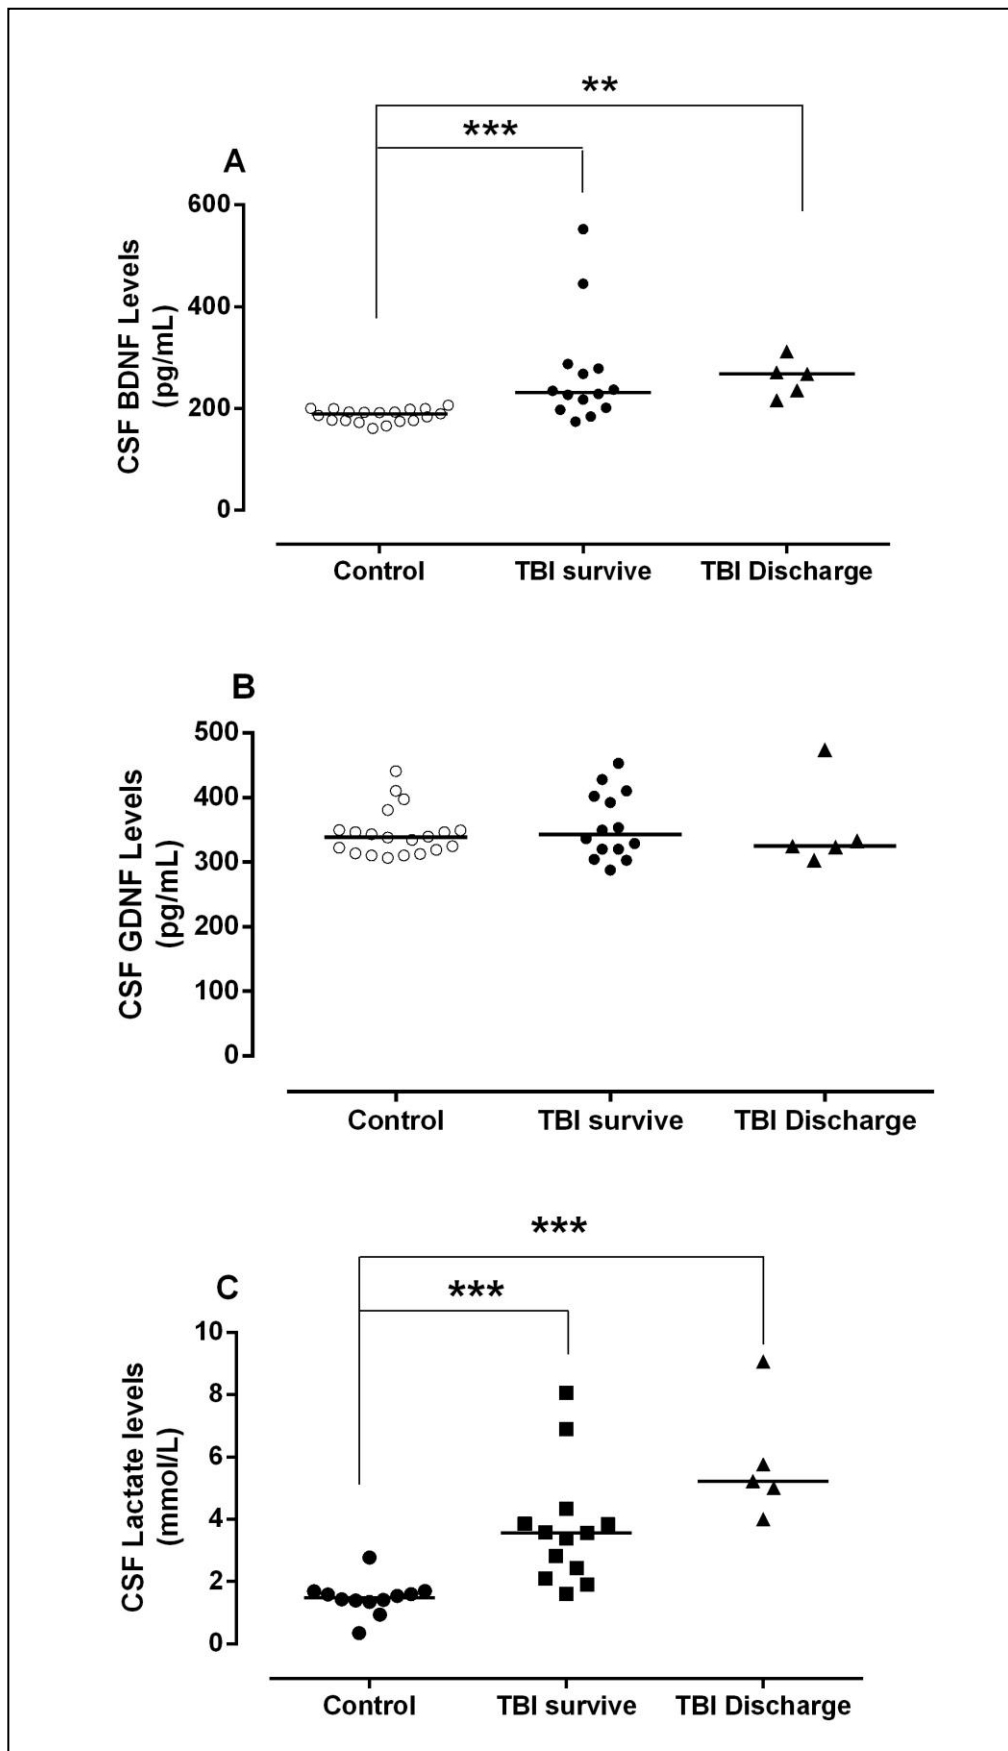 **
***
A
600
400
200
0
CSF BDNF Levels
(pg/mL)
Control TBI survive TBI Discharge
B
500
400
300
200
100
0
CSF GDNF Levels
(pg/mL)
Control TBI survive TBI Discharge
***
***
C
10
8
6
4
2
0
CSF Lactate levels
(mmol/L)
Control TBI survive TBI Discharge